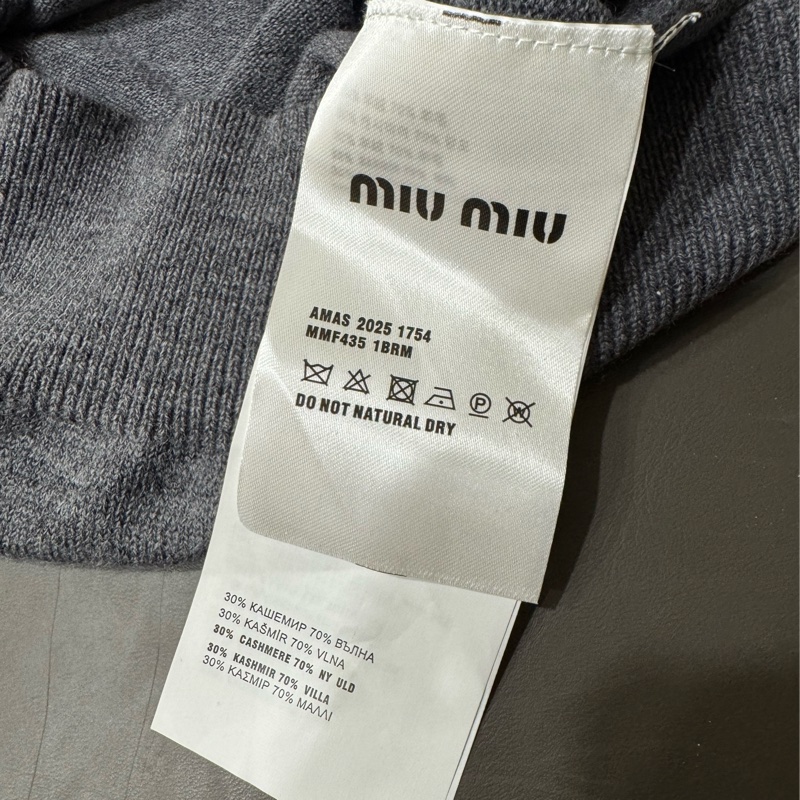 miu miu
AMAS 2025 1754
MMF435 1BRM
P
W
DO NOT NATURAL DRY
30% КАШЕМИР 70% ВЪЛНА
30% KAŠMÍR 70% VLNA
30% CASHMERE 70% NY ULD
30% KASHMIR 70% VILLA
30% ΚΑΣΜΙΡ 70% ΜΑΛΛΙ